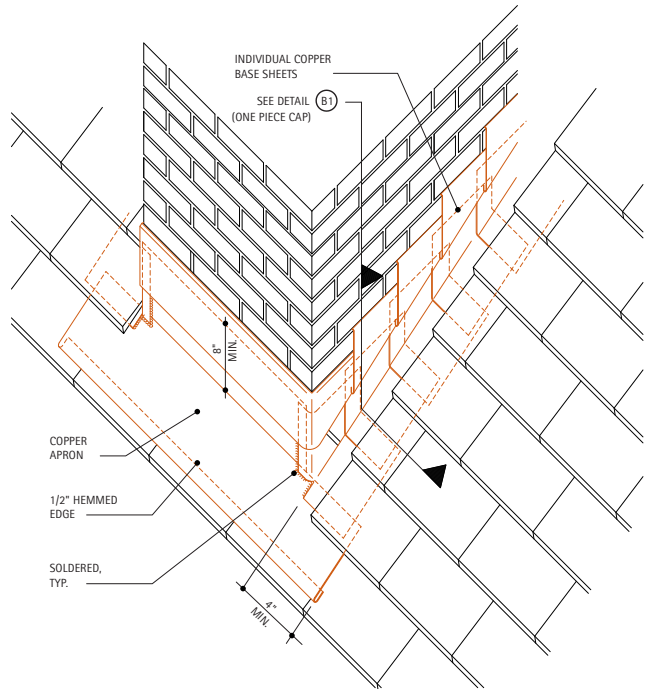 INDIVIDUAL COPPER
BASE SHEETS
SEE DETAIL B1
(ONE PIECE CAP)
8"
MIN.
COPPER
APRON
1/2" HEMMED
EDGE
SOLDERED,
TYP.
4"
MIN.